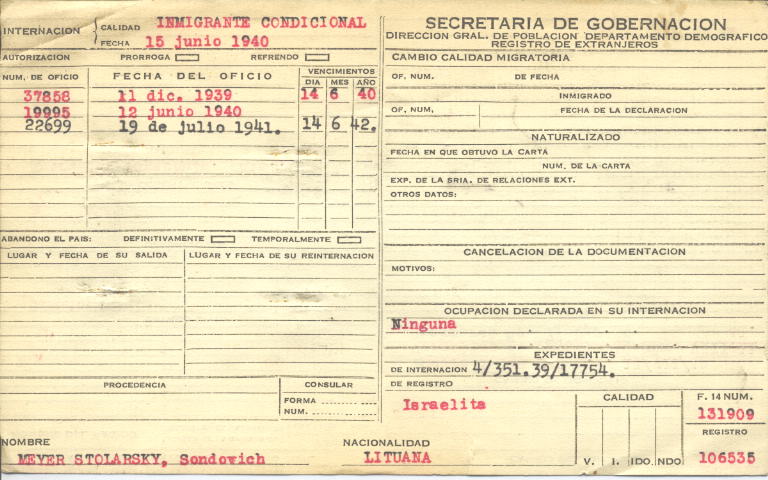 INTERNACION
CALIDAD INMIGRANTE CONDICIONAL
FECHA 15 junio 1940
AUTORIZACION PRORROGA REFRENDO
NUM. DE OFICIO FECHA DEL OFICIO VENCIMIENTOS
DIA MES AÑO
37858 11 dic. 1939 14 6 40
19995 12 junio 1940
22699 19 de julio 1941. 14 6 42.
ABANDONO EL PAIS: DEFINITIVAMENTE TEMPORALMENTE
LUGAR Y FECHA DE SU SALIDA LUGAR Y FECHA DE SU REINTERNACION
PROCEDENCIA CONSULAR
FORMA
NUM.
NOMBRE
MEYER STOLARSKY, Sondowich
SECRETARIA DE GOBERNACION
DIRECCION GRAL. DE POBLACION DEPARTAMENTO DEMOGRAFICO
REGISTRO DE EXTRANJEROS
CAMBIO CALIDAD MIGRATORIA
OF. NUM. DE FECHA
INMIGRADO
OF. NUM. FECHA DE LA DECLARACION
NATURALIZADO
FECHA EN QUE OBTUVO LA CARTA
NUM. DE LA CARTA
EXP. DE LA SRIA. DE RELACIONES EXT.
OTROS DATOS:
CANCELACION DE LA DOCUMENTACION
MOTIVOS:
OCUPACION DECLARADA EN SU INTERNACION
Ninguna
EXPEDIENTES
DE INTERNACION 4/351.39/17754.
DE REGISTRO
Israelita
CALIDAD
V. I. IDO. NDO
F. 14 NUM.
131909
REGISTRO
106535
NACIONALIDAD
LITUANA